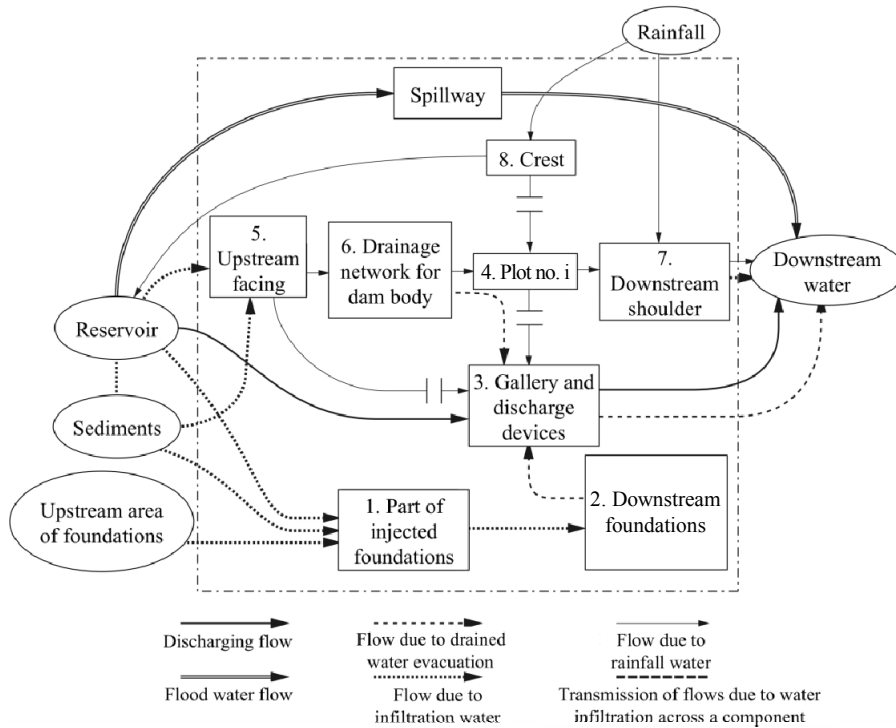 Rainfall
Spillway
8. Crest
5.
Upstream
facing
6. Drainage
network for
dam body
4. Plot no. i
7.
Downstream
shoulder
Downstream
water
Reservoir
3. Gallery and
discharge
devices
Sediments
Upstream area
of foundations
1. Part of
injected
foundations
2. Downstream
foundations
Discharging flow
Flow due to drained
water evacuation
Flow due to
rainfall water
Flood water flow
Flow due to
infiltration water
Transmission of flows due to water
infiltration across a component